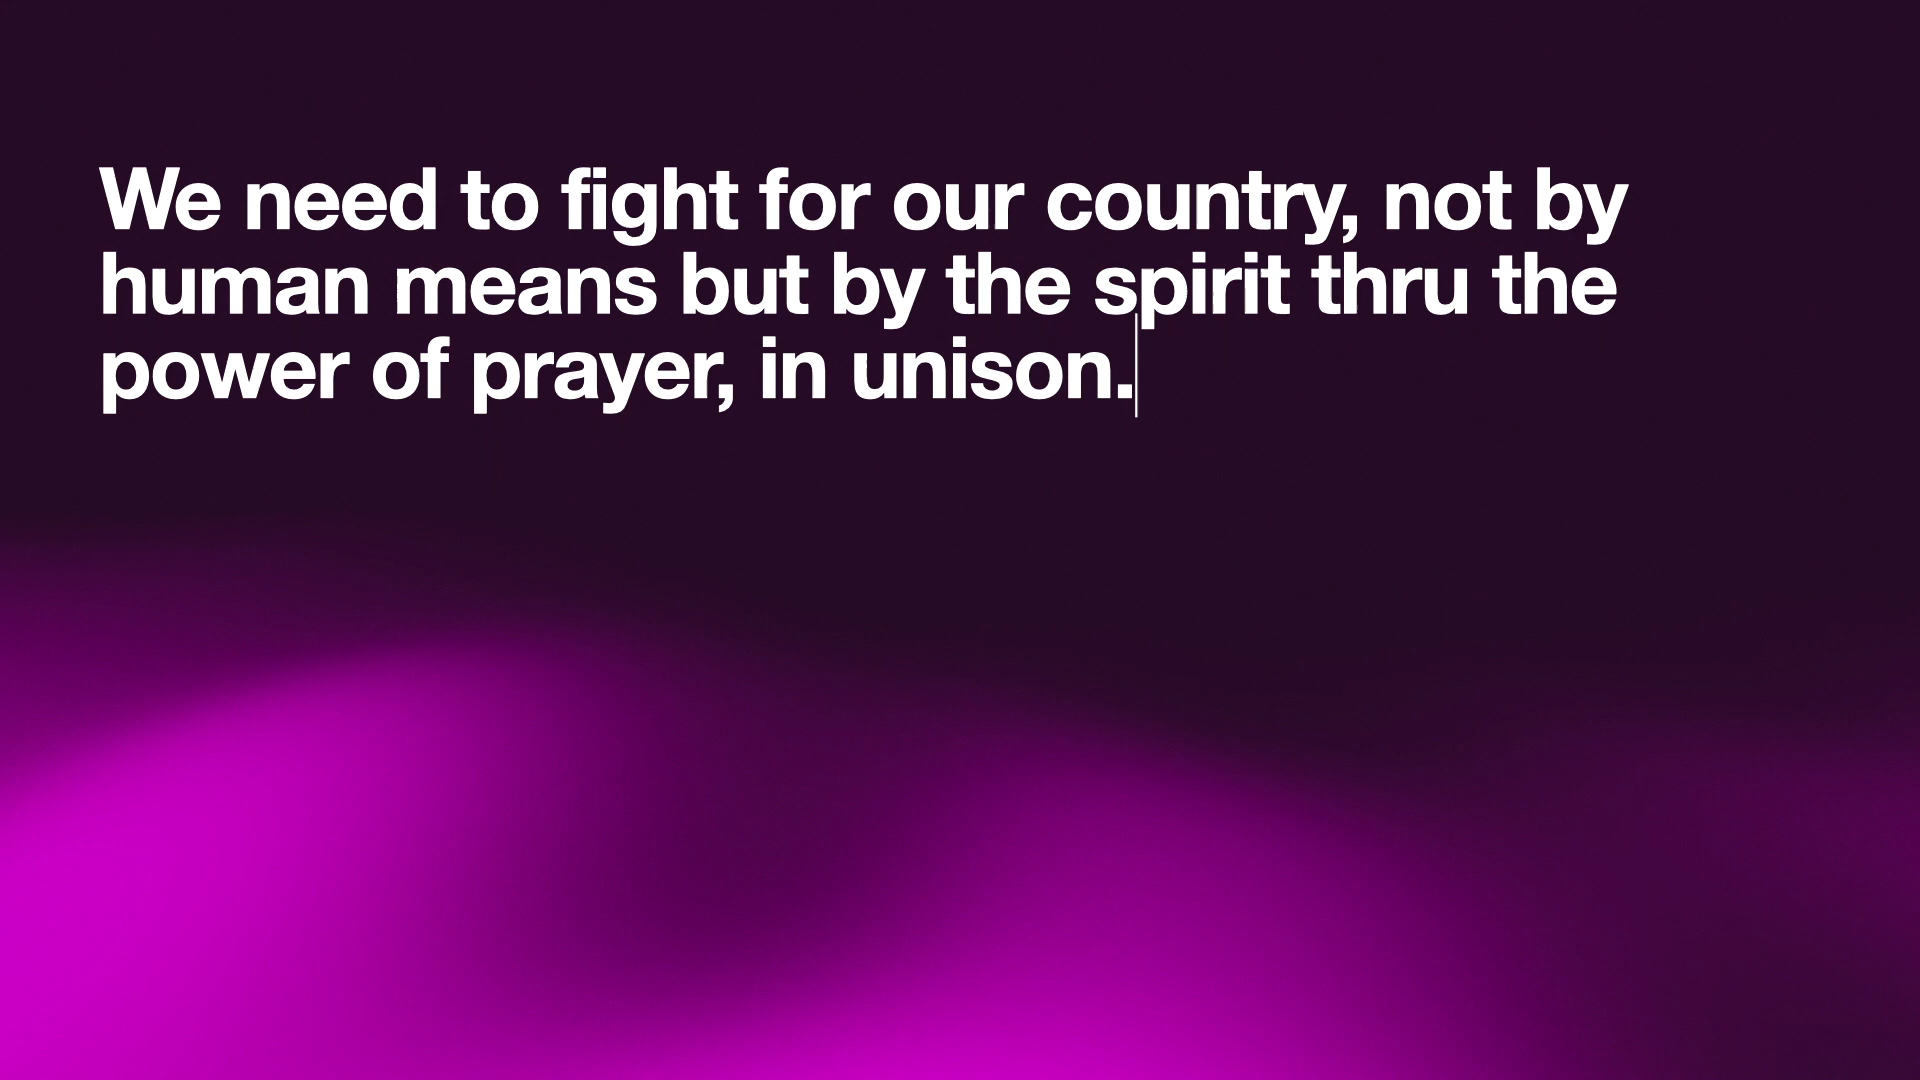 We need to fight for our country, not by
human means but by the spirit thru the
power of prayer, in unison.